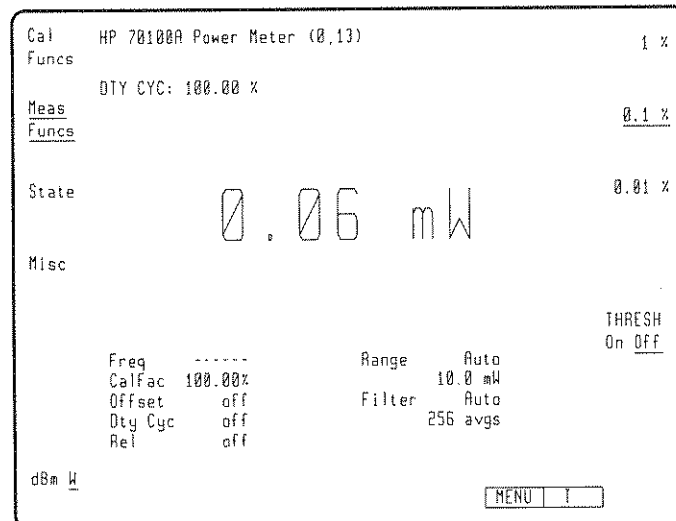 Cal
Funcs
HP 70100A Power Meter (0,13)
1 %
DTY CYC: 100.00 %
Meas
Funcs
0.1 %
State
0.06 mW
0.01 %
Misc
THRESH
On Off
Freq ------
Range Auto
CalFac 100.00%
10.0 mW
Offset off
Filter Auto
Dty Cyc off
256 avgs
Rel off
dBm W
MENU T